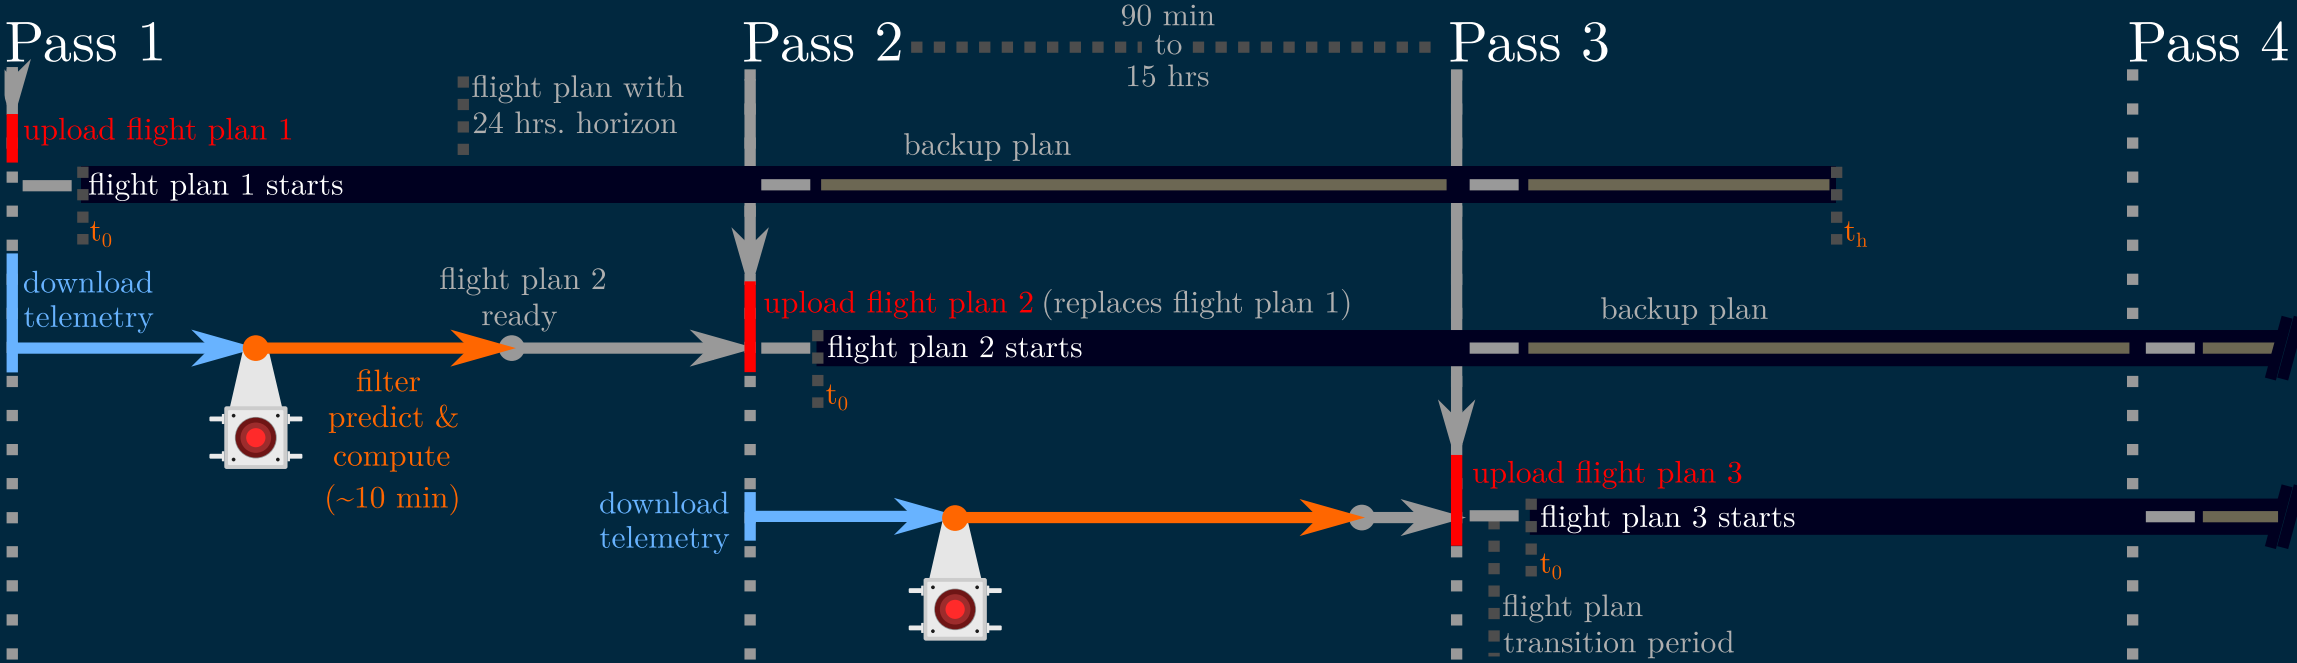 Pass 1
Pass 2
90 min
to
15 hrs
Pass 3
Pass 4
flight plan with
24 hrs. horizon
upload flight plan 1
backup plan
flight plan 1 starts
t0
th
download
telemetry
flight plan 2
ready
upload flight plan 2 (replaces flight plan 1)
backup plan
flight plan 2 starts
t0
filter
predict &
compute
(~10 min)
download
telemetry
upload flight plan 3
flight plan 3 starts
t0
flight plan
transition period